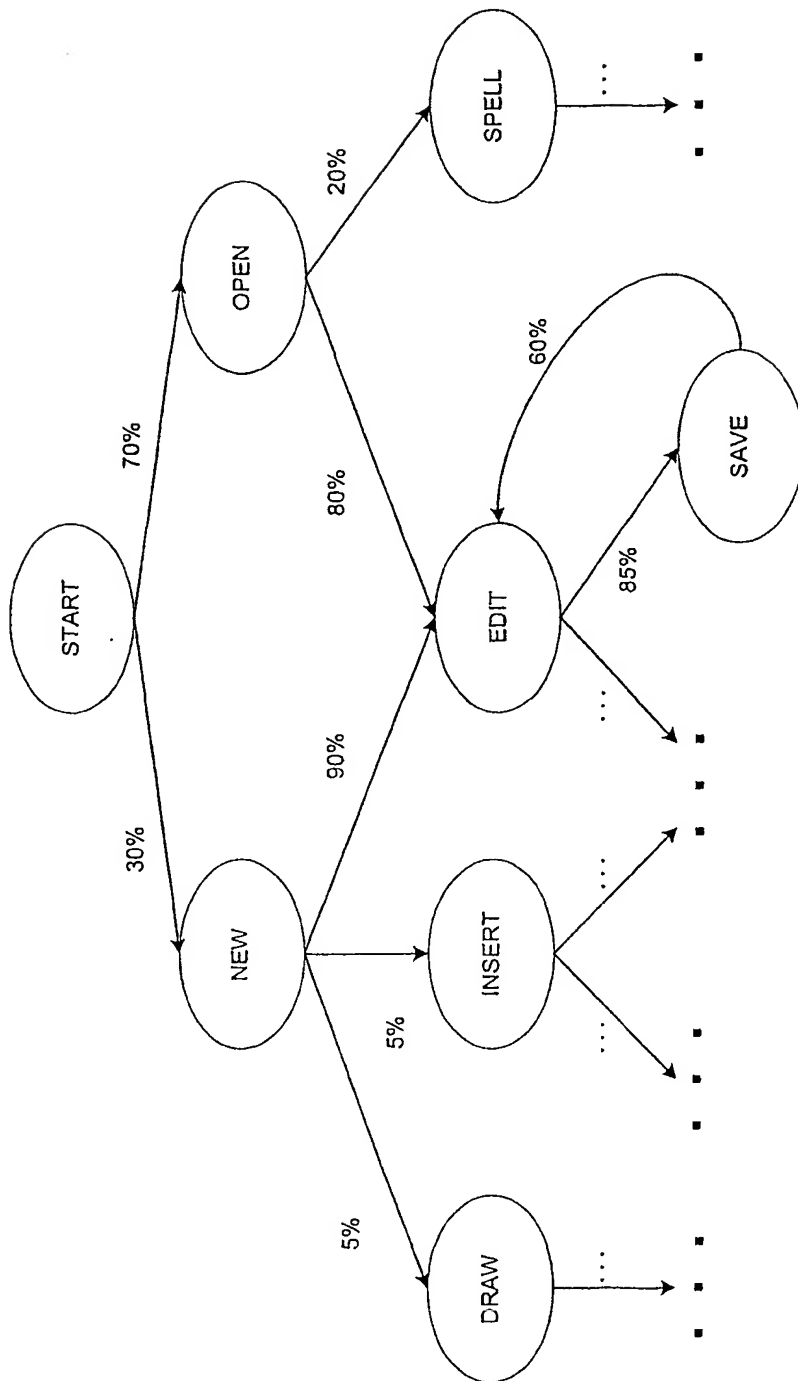 START
30%
70%
NEW
OPEN
5%
5%
90%
80%
20%
DRAW
INSERT
EDIT
SPELL
85%
60%
SAVE